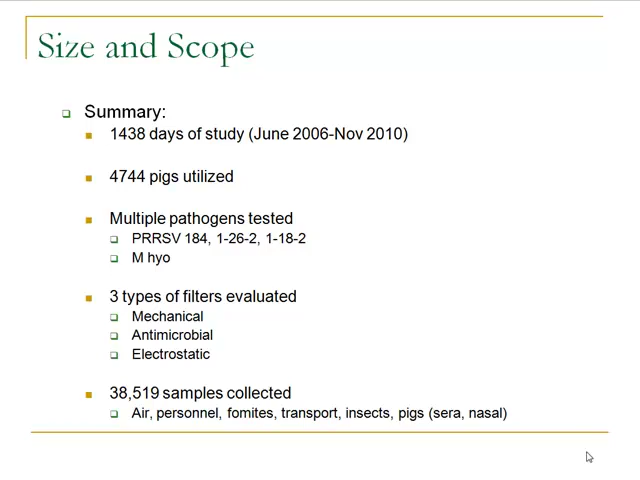 Size and Scope
Summary:
1438 days of study (June 2006-Nov 2010)
4744 pigs utilized
Multiple pathogens tested
PRRSV 184, 1-26-2, 1-18-2
M hyo
3 types of filters evaluated
Mechanical
Antimicrobial
Electrostatic
38,519 samples collected
Air, personnel, fomites, transport, insects, pigs (sera, nasal)